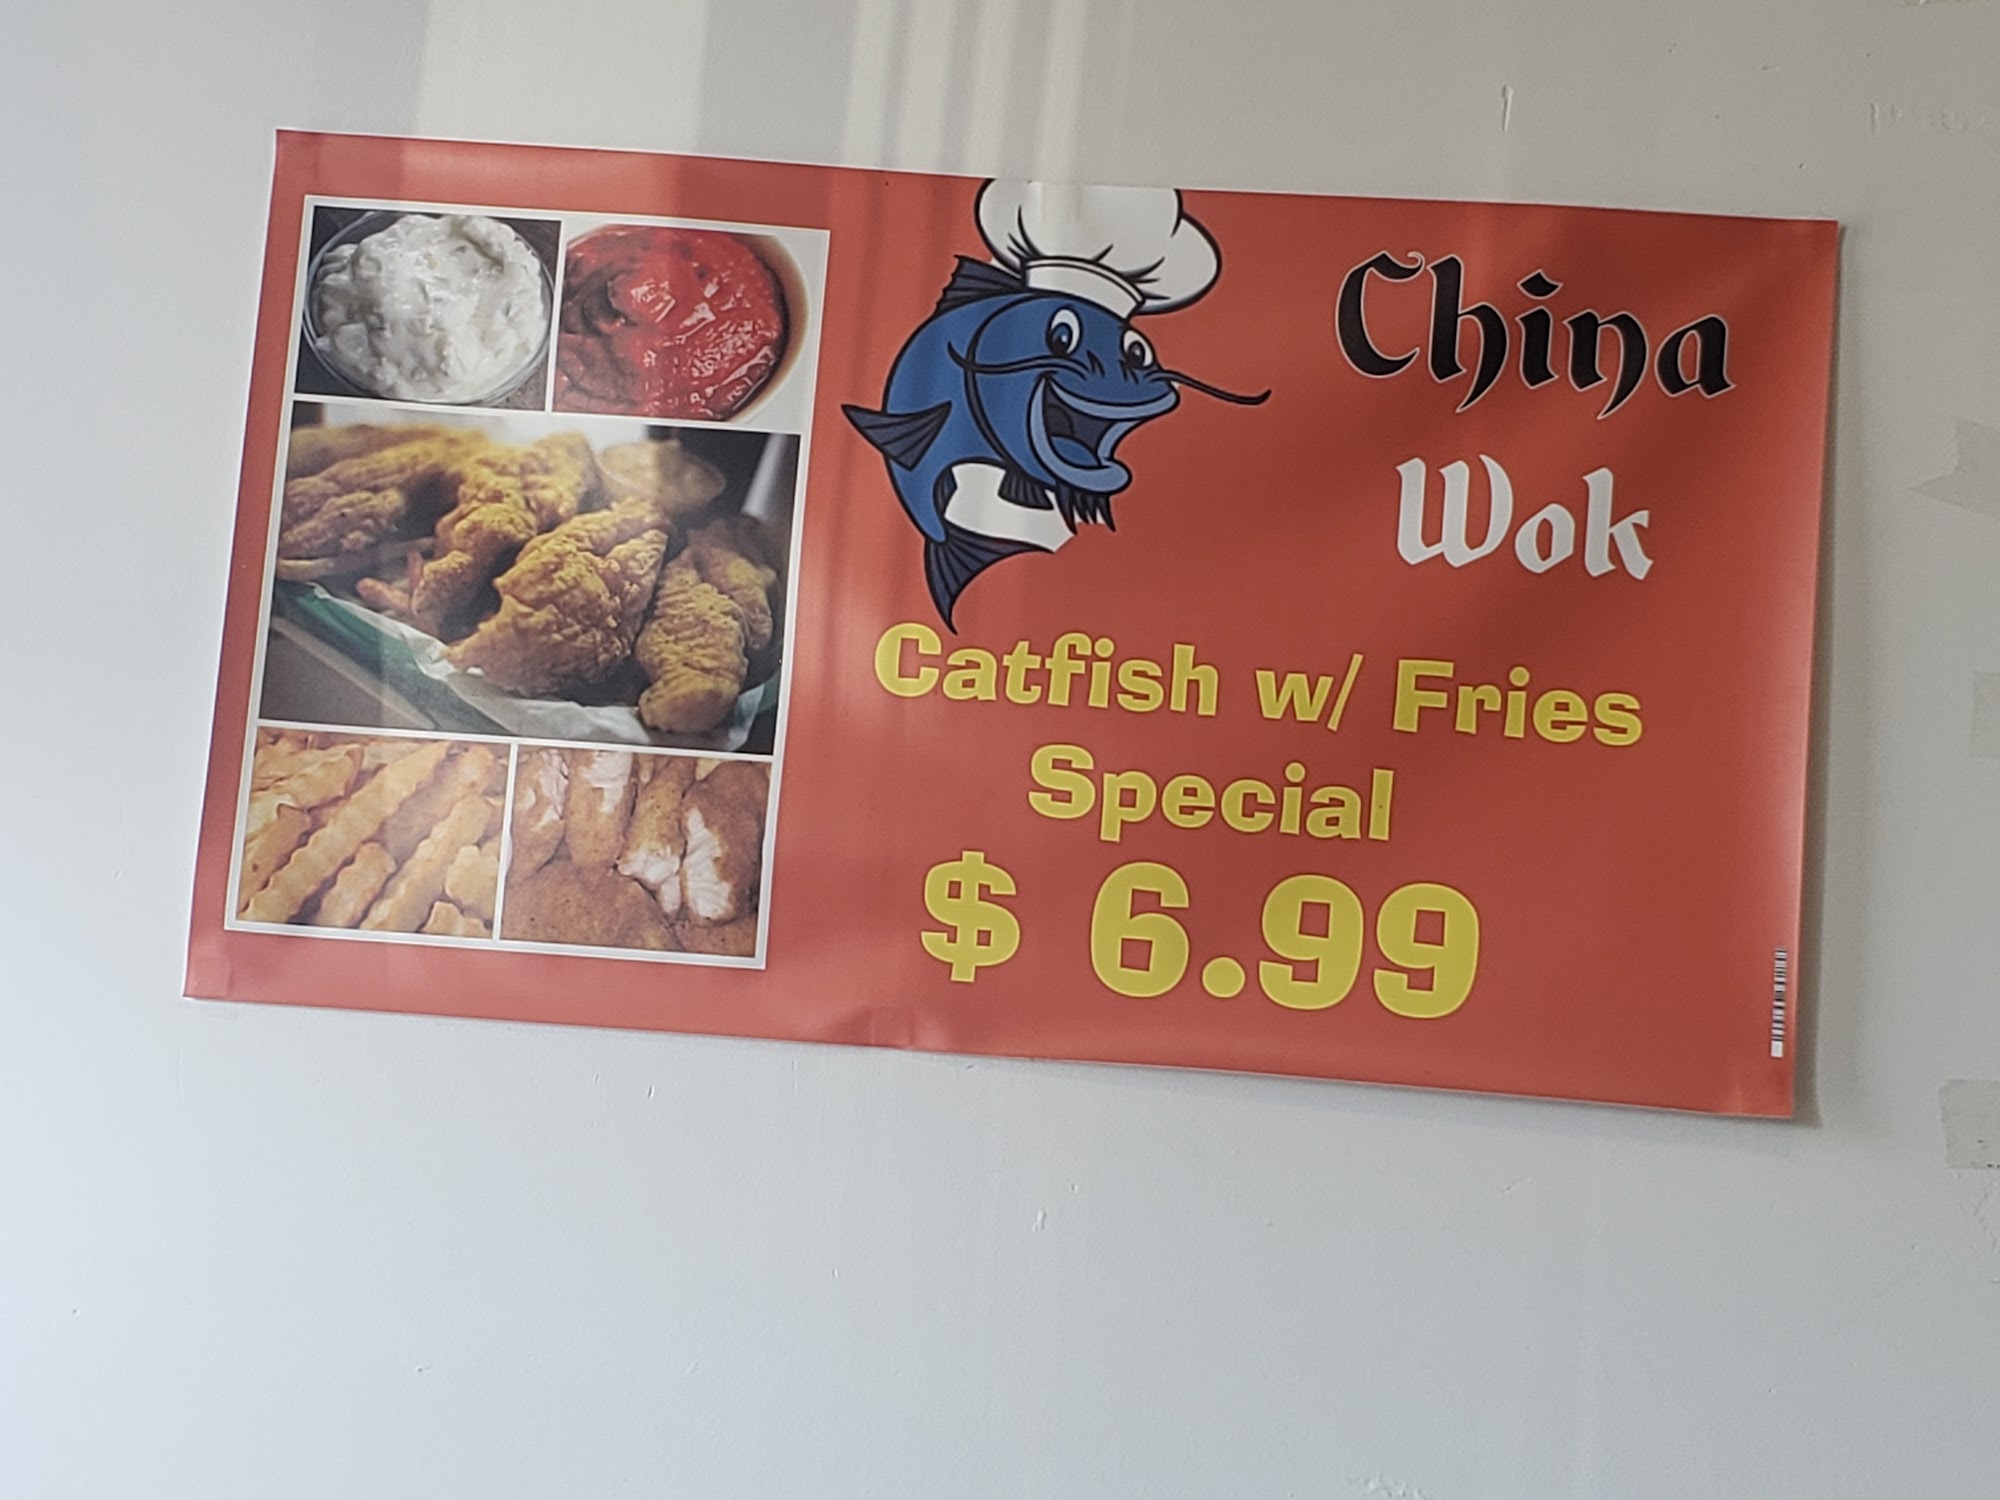 China
Wok
Catfish w/ Fries
Special
$ 6.99